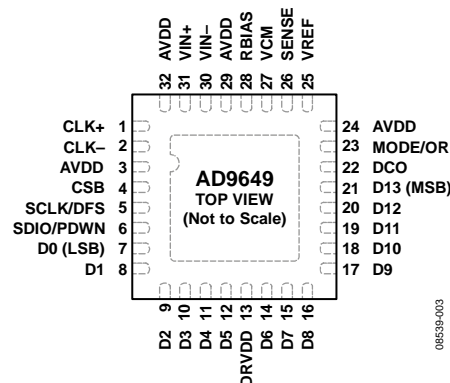 32 AVDD
31 VIN+
30 VIN–
29 AVDD
28 RBIAS
27 VCM
26 SENSE
25 VREF
CLK+ 1
CLK– 2
AVDD 3
CSB 4
SCLK/DFS 5
SDIO/PDWN 6
D0 (LSB) 7
D1 8
AD9649
TOP VIEW
(Not to Scale)
24 AVDD
23 MODE/OR
22 DCO
21 D13 (MSB)
20 D12
19 D11
18 D10
17 D9
D2 9
D3 10
D4 11
D5 12
DRVDD 13
D6 14
D7 15
D8 16
08539-003